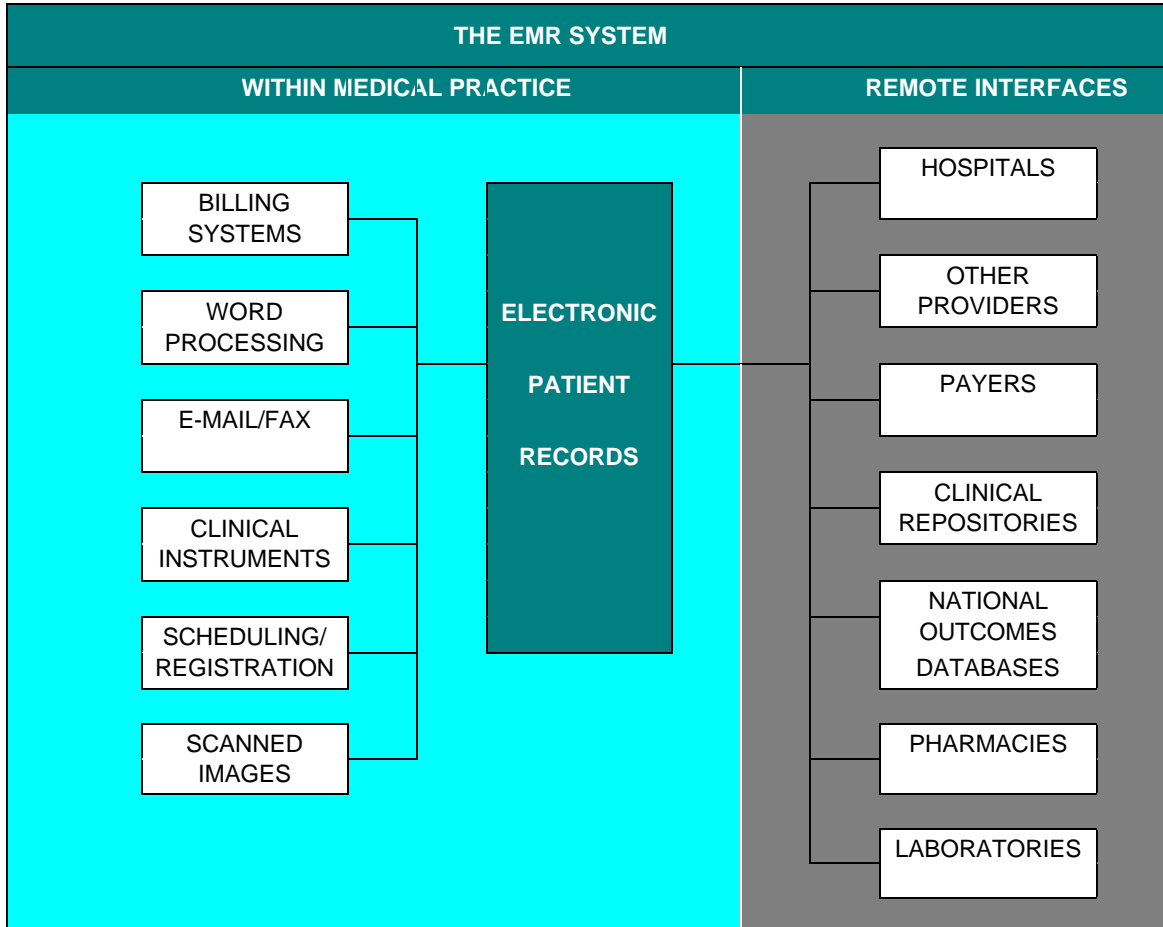 THE EMR SYSTEM
WITHIN MEDICAL PRACTICE
REMOTE INTERFACES
BILLING
SYSTEMS
WORD
PROCESSING
E-MAIL/FAX
CLINICAL
INSTRUMENTS
SCHEDULING/
REGISTRATION
SCANNED
IMAGES
ELECTRONIC
PATIENT
RECORDS
HOSPITALS
OTHER
PROVIDERS
PAYERS
CLINICAL
REPOSITORIES
NATIONAL
OUTCOMES
DATABASES
PHARMACIES
LABORATORIES